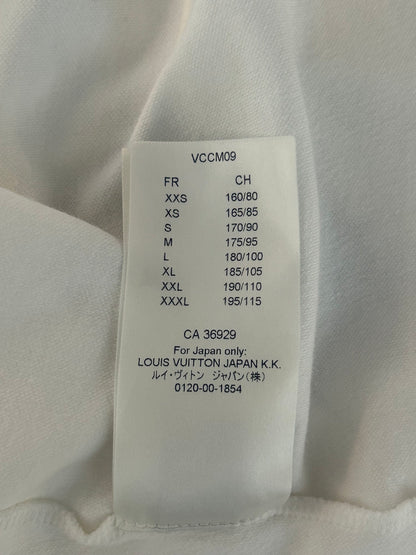 VCCM09
FR CH
XXS 160/80
XS 165/85
S 170/90
M 175/95
L 180/100
XL 185/105
XXL 190/110
XXXL 195/115
CA 36929
For Japan only:
LOUIS VUITTON JAPAN K.K.
ルイ・ヴィトン ジャパン(株)
0120-00-1854